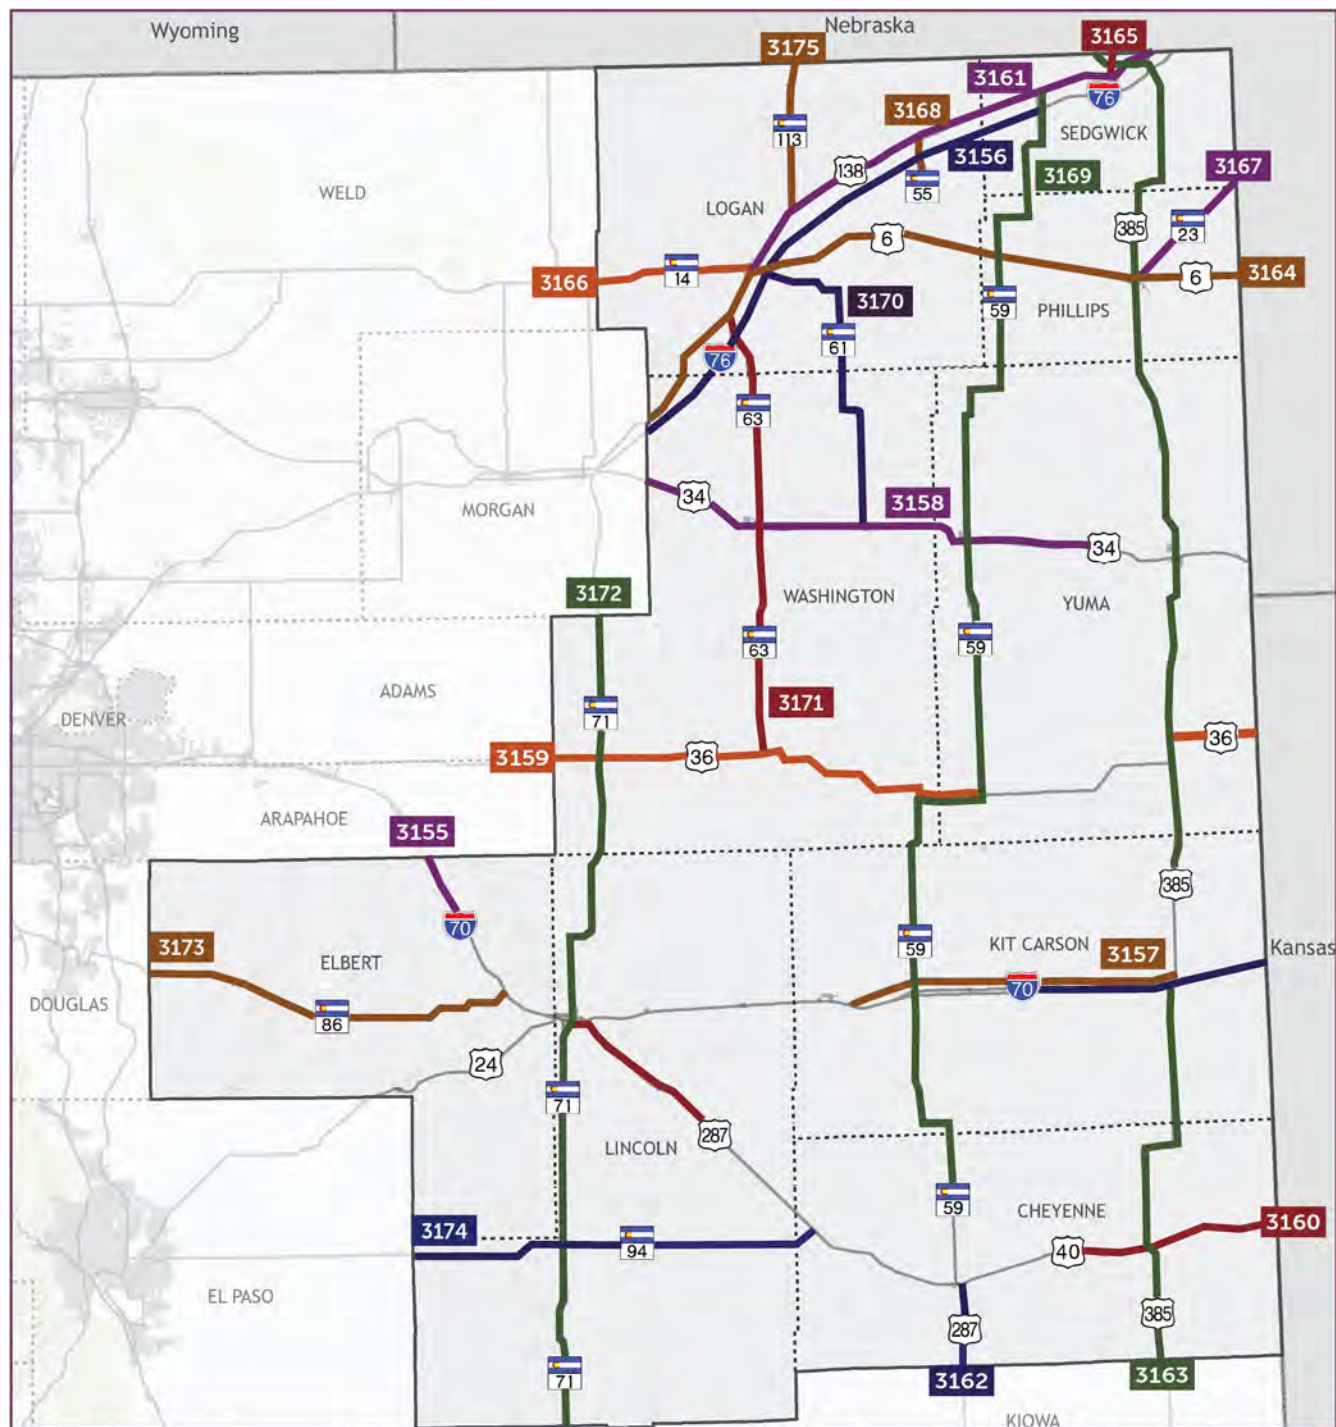 Wyoming
Nebraska
3175
3165
3161
76
113
3168
SEDGWICK
138
3156
3167
WELD
55
3169
LOGAN
385
23
6
14
6
3164
3166
3170
59
PHILLIPS
61
76
63
34
3158
MORGAN
34
3172
WASHINGTON
YUMA
63
59
ADAMS
3171
71
DENVER
3159
36
36
ARAPAHOE
3155
385
70
3173
ELBERT
59
KIT CARSON
3157
Kansas
70
DOUGLAS
86
24
71
287
LINCOLN
59
CHEYENNE
3174
3160
94
40
EL PASO
385
287
71
3162
3163
KIOWA